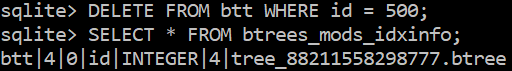 sqlite> DELETE FROM btt WHERE id = 500;
sqlite> SELECT * FROM btrees_mods_idxinfo;
btt|4|0|id|INTEGER|4|tree_88211558298777.btree